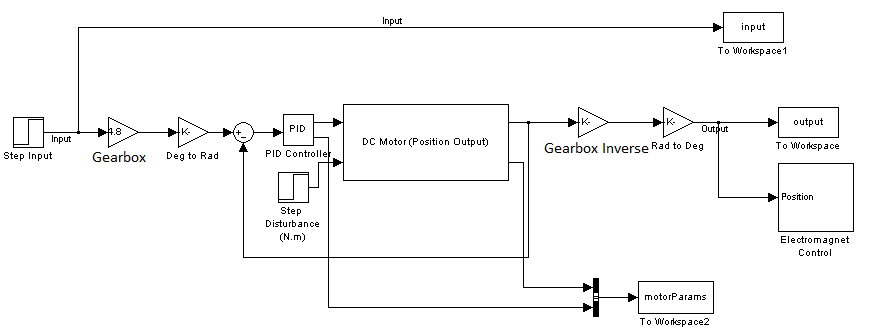 Input
input
To Workspace1
Step Input
Input
4.8
Gearbox
K-
Deg to Rad
+
−
PID
PID Controller
Step
Disturbance
(N.m)
DC Motor (Position Output)
K-
Gearbox Inverse
K-
Rad to Deg
Output
output
To Workspace
Position
Electromagnet
Control
motorParams
To Workspace2